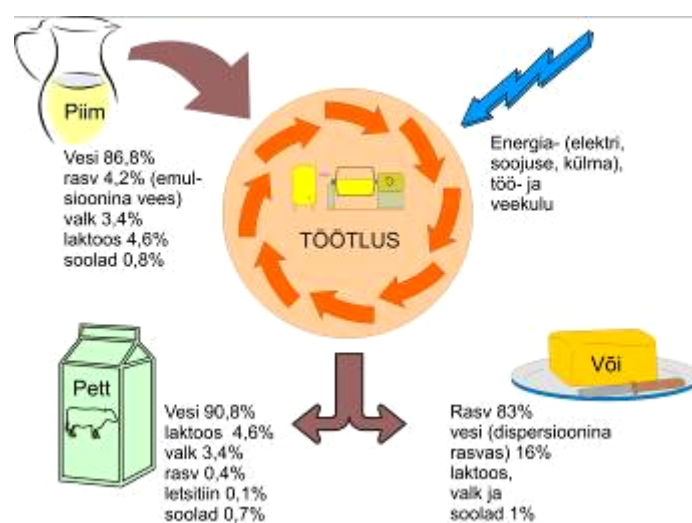 Piim
Vesi 86,8%
rasv 4,2% (emul-
sioonina vees)
valk 3,4%
laktoos 4,6%
soolad 0,8%
TÖÖTLUS
Energia- (elektri,
soojuse, külma),
töö- ja
veekulu
Pett
Vesi 90,8%
laktoos 4,6%
valk 3,4%
rasv 0,4%
letsitiin 0,1%
soolad 0,7%
Või
Rasv 83%
vesi (dispersioonina
rasvas) 16%
laktoos,
valk ja
soolad 1%